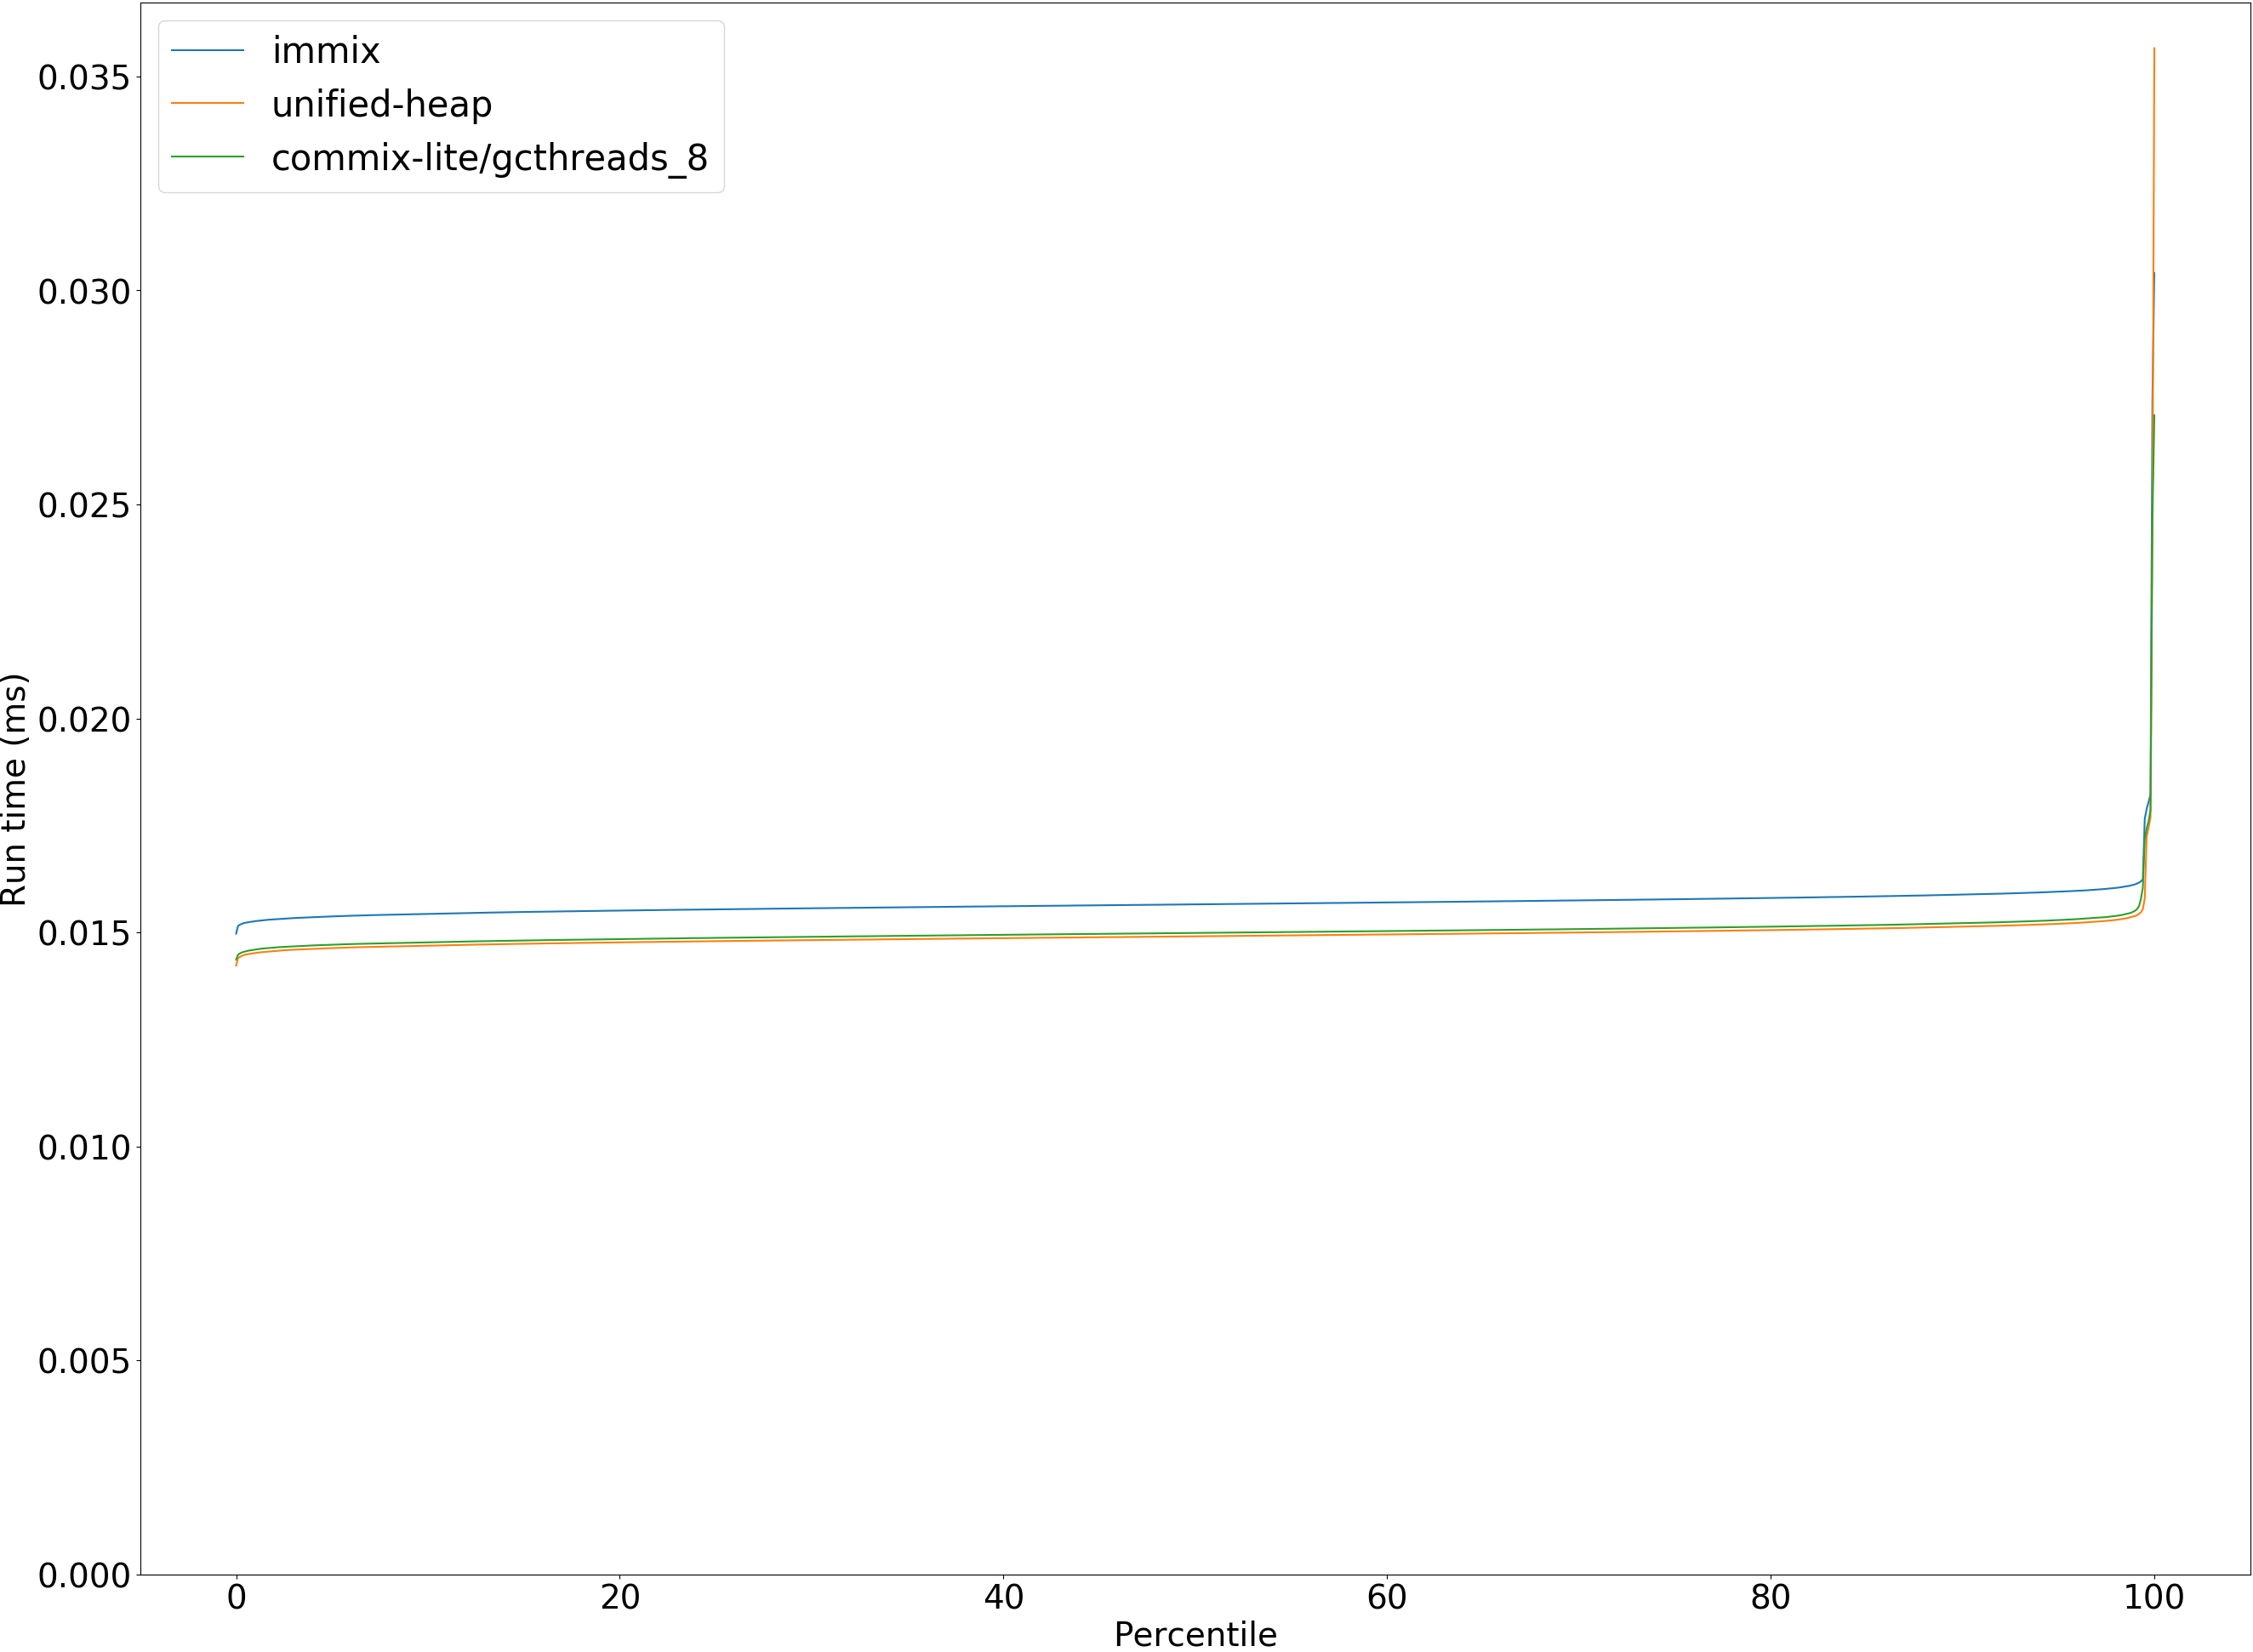 immix
unified-heap
commix-lite/gcthreads_8
0.035
0.030
0.025
0.020
0.015
0.010
0.005
0.000
Run time (ms)
0 20 40 60 80 100
Percentile